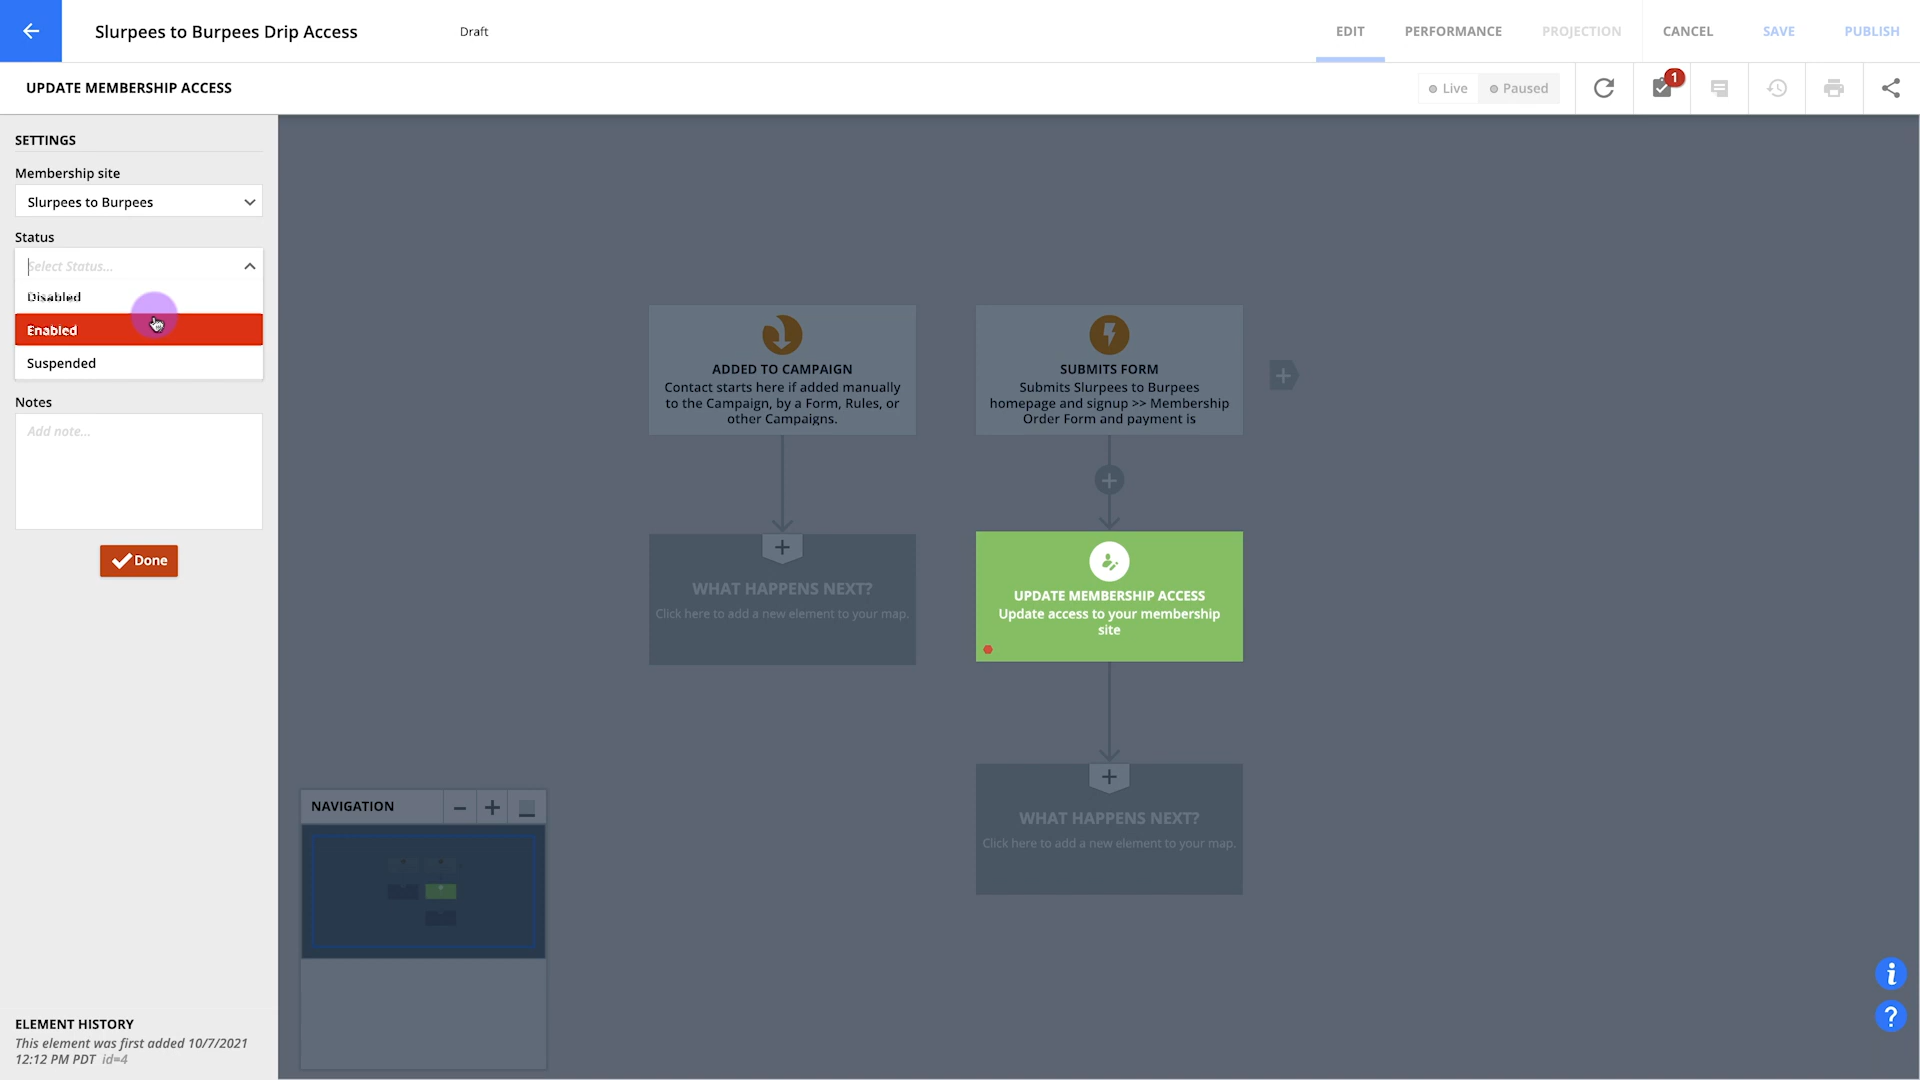 Slurpees to Burpees Drip Access
Draft
EDIT
PERFORMANCE
PROJECTION
CANCEL
SAVE
PUBLISH
UPDATE MEMBERSHIP ACCESS
Live
Paused
1
SETTINGS
Membership site
Slurpees to Burpees
Status
Select Status...
Disabled
Enabled
Suspended
Notes
Add note...
Done
ADDED TO CAMPAIGN
Contact starts here if added manually
to the Campaign, by a Form, Rules, or
other Campaigns.
SUBMITS FORM
Submits Slurpees to Burpees
homepage and signup >> Membership
Order Form and payment is
WHAT HAPPENS NEXT?
Click here to add a new element to your map.
UPDATE MEMBERSHIP ACCESS
Update access to your membership
site
WHAT HAPPENS NEXT?
Click here to add a new element to your map.
NAVIGATION
ELEMENT HISTORY
This element was first added 10/7/2021
12:12 PM PDT id=4